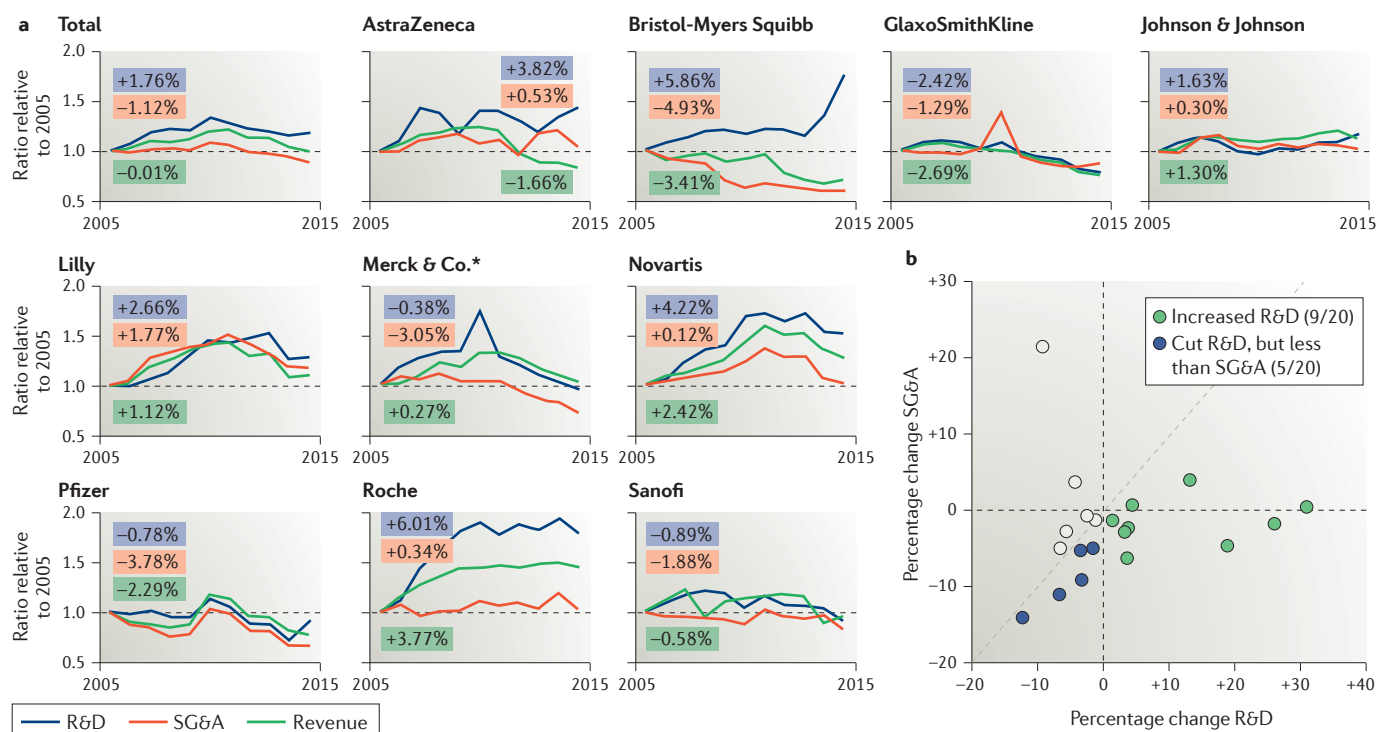 a
Total
2.0
1.5
1.0
0.5
Ratio relative
to 2005
+1.76%
−1.12%
−0.01%
2005
2015
AstraZeneca
+3.82%
+0.53%
−1.66%
2005
2015
Bristol-Myers Squibb
+5.86%
−4.93%
−3.41%
2005
2015
GlaxoSmithKline
−2.42%
−1.29%
−2.69%
2005
2015
Johnson & Johnson
+1.63%
+0.30%
+1.30%
2005
2015
Lilly
2.0
1.5
1.0
0.5
Ratio relative
to 2005
+2.66%
+1.77%
+1.12%
2005
2015
Merck & Co.*
−0.38%
−3.05%
+0.27%
2005
2015
Novartis
+4.22%
+0.12%
+2.42%
2005
2015
Pfizer
2.0
1.5
1.0
0.5
Ratio relative
to 2005
−0.78%
−3.78%
−2.29%
2005
2015
Roche
+6.01%
+0.34%
+3.77%
2005
2015
Sanofi
−0.89%
−1.88%
−0.58%
2005
2015
R&D
SG&A
Revenue
b
+30
+20
+10
0
−10
−20
Percentage change SG&A
Increased R&D (9/20)
Cut R&D, but less
than SG&A (5/20)
−20
−10
0
+10
+20
+30
+40
Percentage change R&D